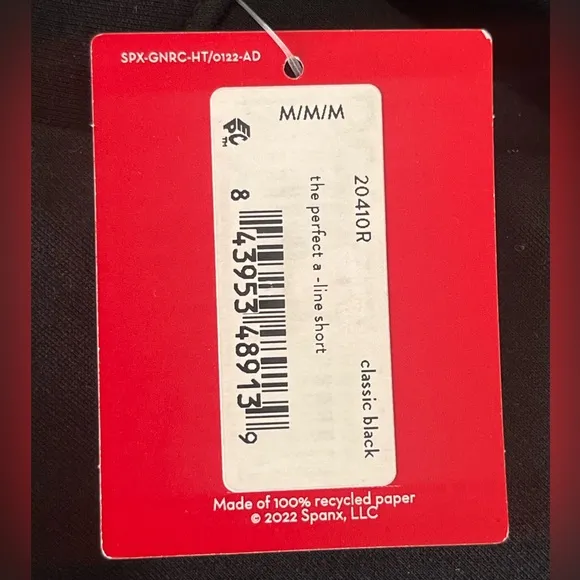 SPX-GNRC-HT/0122-AD
M/M/M
20410R
classic black
the perfect a -line short
8 43953 48913 9
EPC™
Made of 100% recycled paper
© 2022 Spanx, LLC